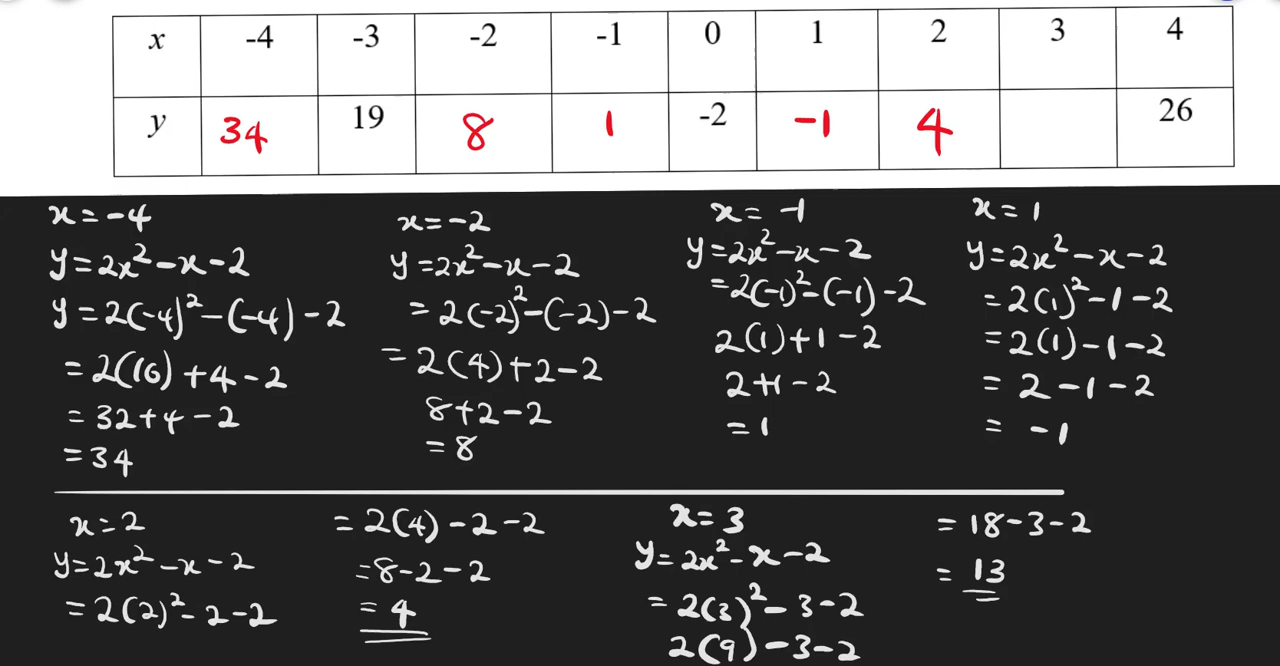 x -4 -3 -2 -1 0 1 2 3 4
y 34 19 8 1 -2 -1 4 26
x=-4
y=2x²-x-2
y=2(-4)²-(-4)-2
=2(16)+4-2
=32+4-2
=34
x=-2
y=2x²-x-2
=2(-2)²-(-2)-2
=2(4)+2-2
8+2-2
=8
x=-1
y=2x²-x-2
=2(-1)²-(-1)-2
2(1)+1-2
2+1-2
=1
x=1
y=2x²-x-2
=2(1)²-1-2
=2(1)-1-2
=2-1-2
=-1
x=2
y=2x²-x-2
=2(2)²-2-2
=2(4)-2-2
=8-2-2
=4
x=3
y=2x²-x-2
=2(3)²-3-2
2(9)-3-2
=18-3-2
=13